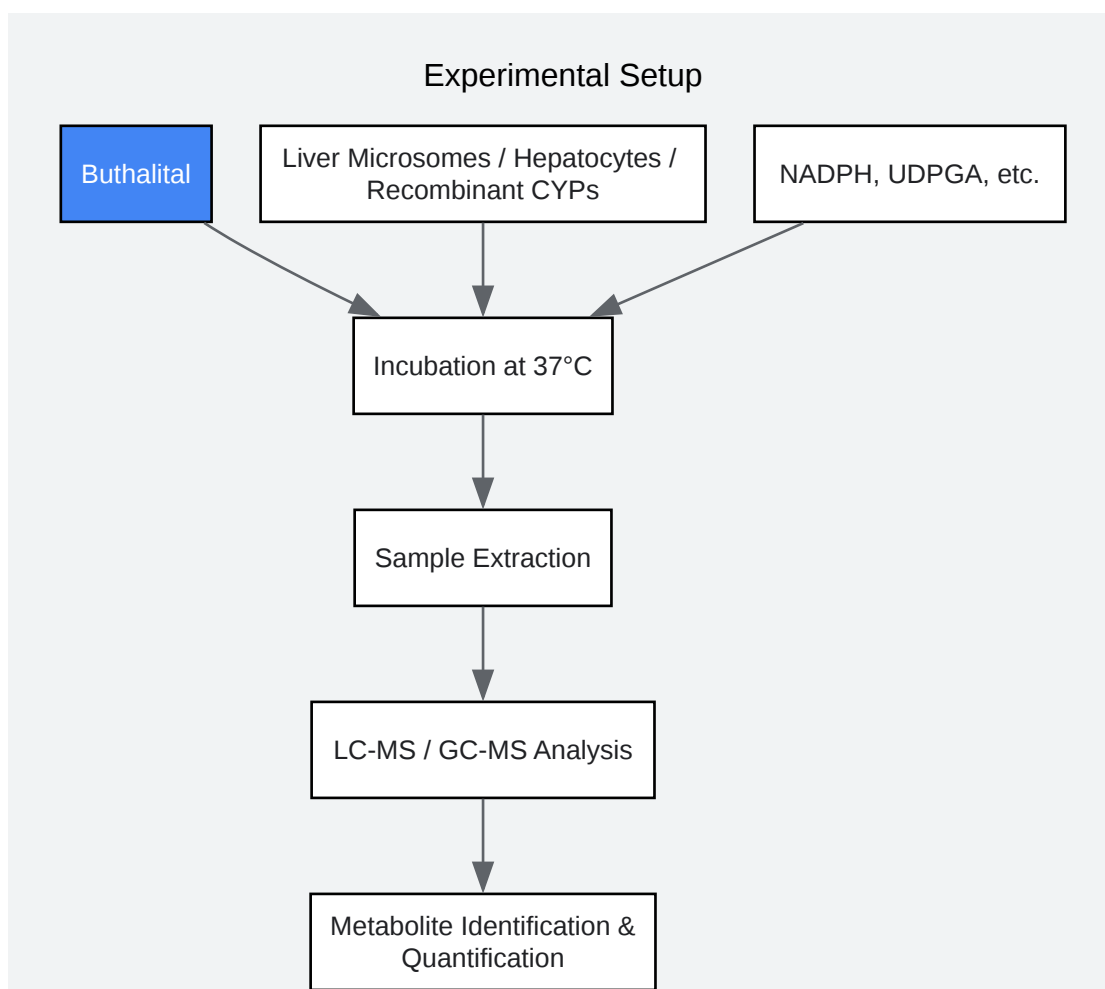 Experimental Setup
Buthalital
Liver Microsomes / Hepatocytes /
Recombinant CYPs
NADPH, UDPGA, etc.
Incubation at 37°C
Sample Extraction
LC-MS / GC-MS Analysis
Metabolite Identification &
Quantification